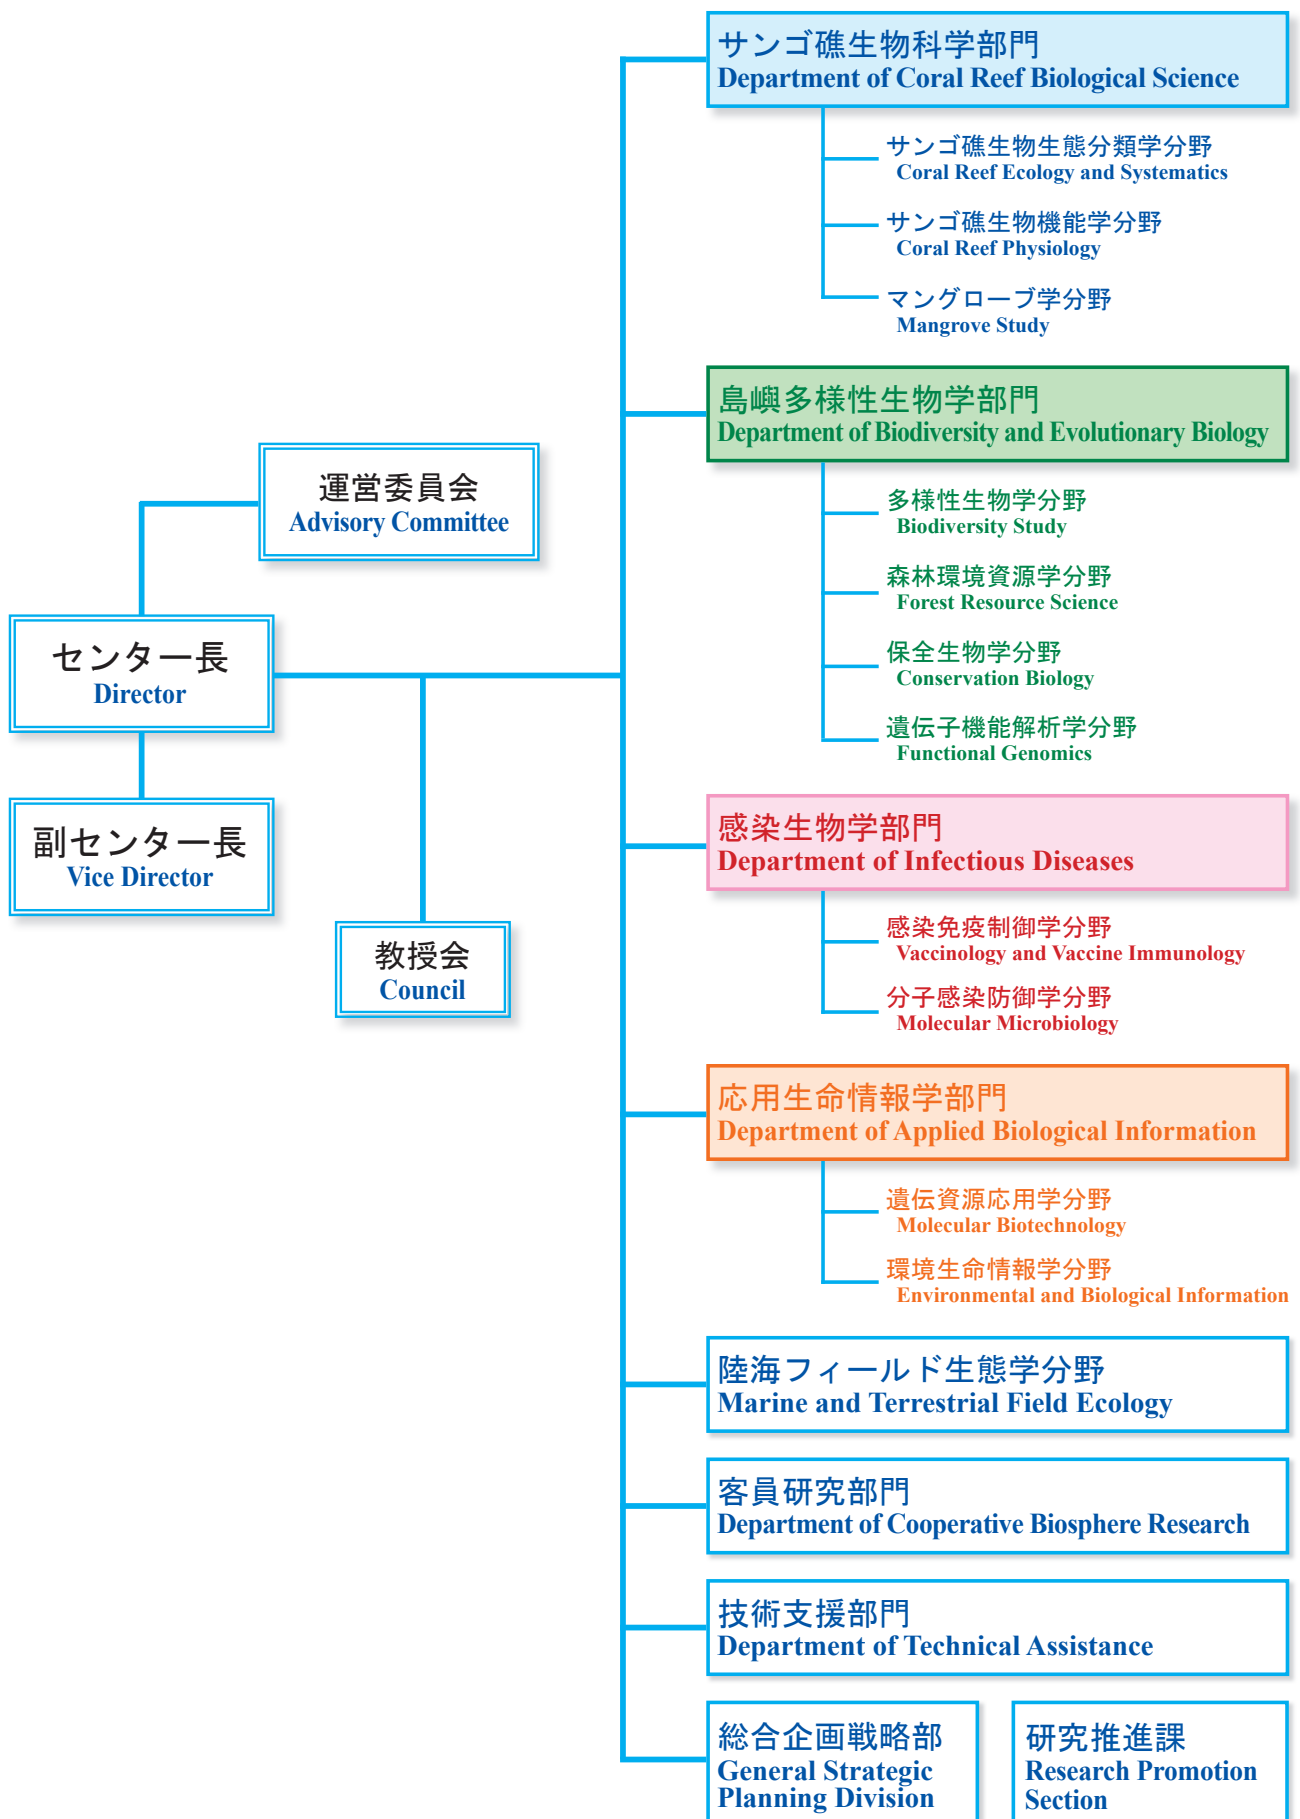 サンゴ礁生物科学部門
Department of Coral Reef Biological Science
サンゴ礁生物生態分類学分野
Coral Reef Ecology and Systematics
サンゴ礁生物機能学分野
Coral Reef Physiology
マングローブ学分野
Mangrove Study
島嶼多様性生物学部門
Department of Biodiversity and Evolutionary Biology
多様性生物学分野
Biodiversity Study
森林環境資源学分野
Forest Resource Science
保全生物学分野
Conservation Biology
遺伝子機能解析学分野
Functional Genomics
運営委員会
Advisory Committee
センター長
Director
副センター長
Vice Director
教授会
Council
感染生物学部門
Department of Infectious Diseases
感染免疫制御学分野
Vaccinology and Vaccine Immunology
分子感染防御学分野
Molecular Microbiology
応用生命情報学部門
Department of Applied Biological Information
遺伝資源応用学分野
Molecular Biotechnology
環境生命情報学分野
Environmental and Biological Information
陸海フィールド生態学分野
Marine and Terrestrial Field Ecology
客員研究部門
Department of Cooperative Biosphere Research
技術支援部門
Department of Technical Assistance
総合企画戦略部
General Strategic
Planning Division
研究推進課
Research Promotion
Section